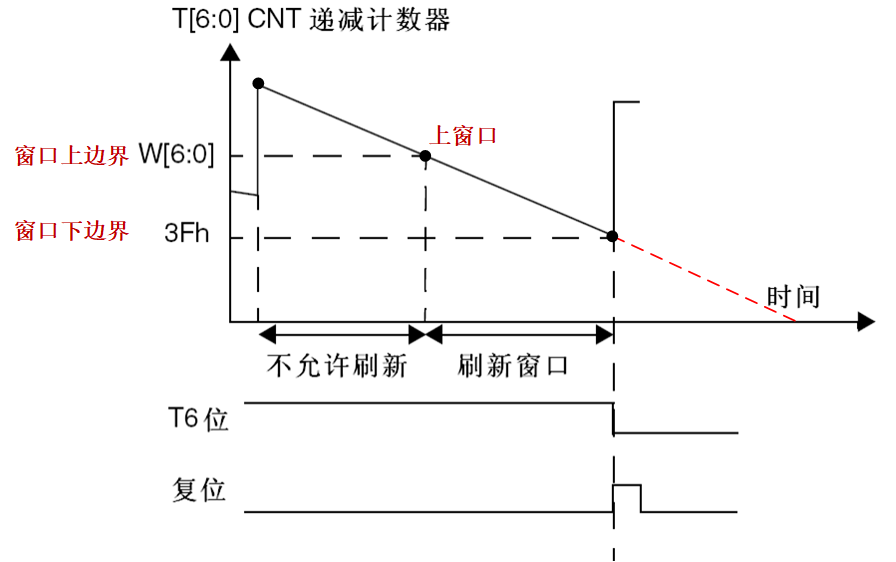 T[6:0] CNT 递减计数器
上窗口
窗口上边界 W[6:0]
窗口下边界 3Fh
时间
不允许刷新 刷新窗口
T6位
复位